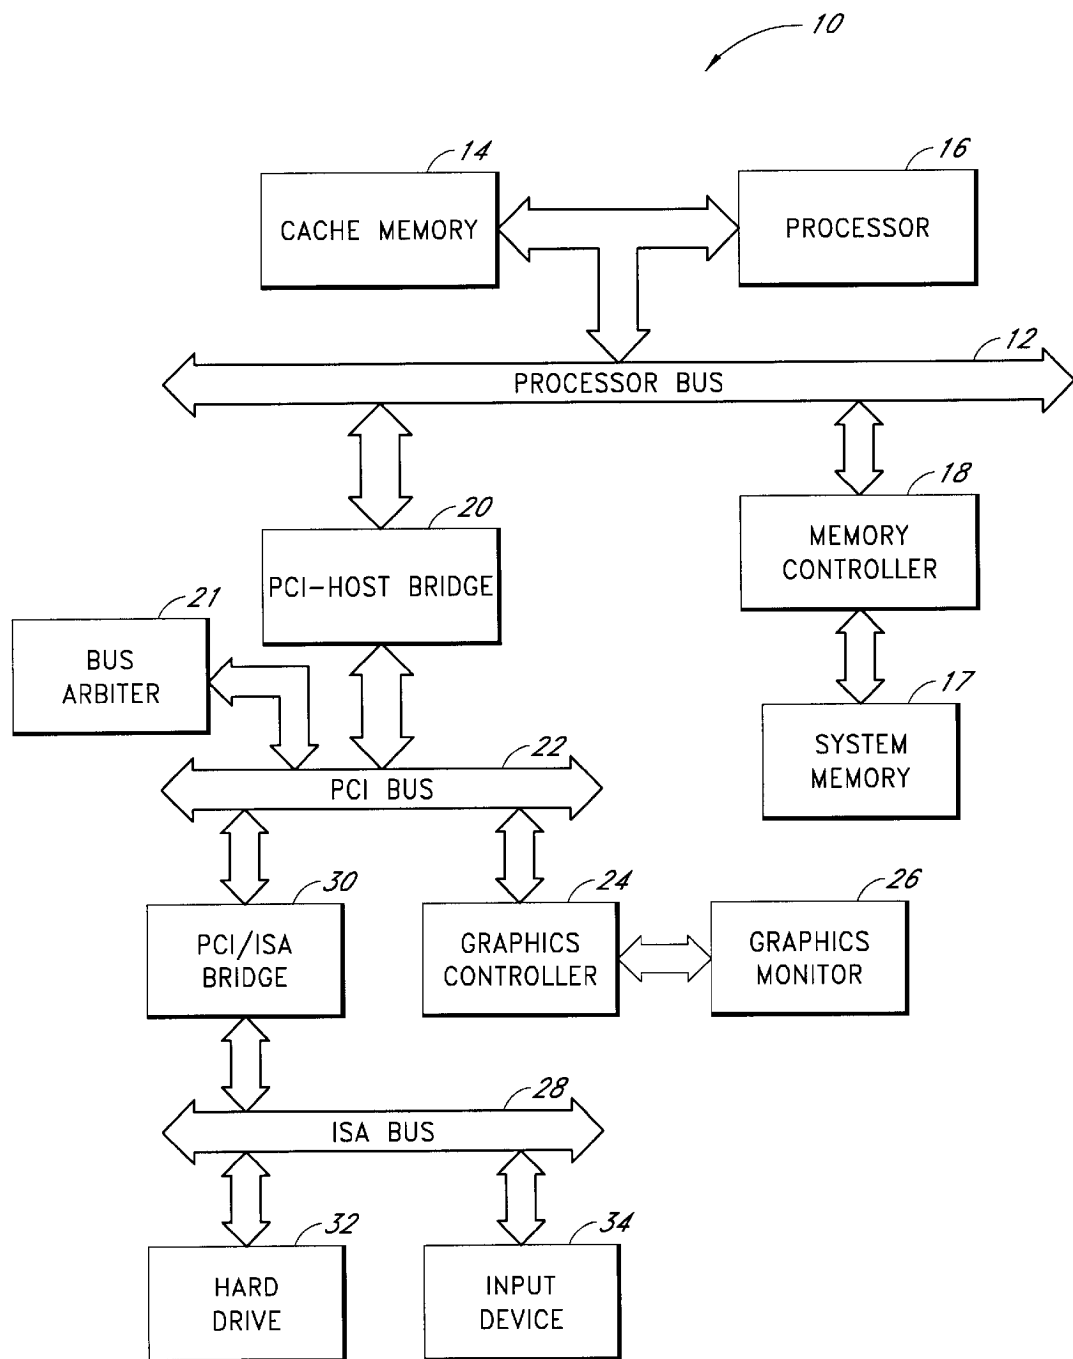 10
14
CACHE MEMORY
16
PROCESSOR
12
PROCESSOR BUS
20
PCI-HOST BRIDGE
18
MEMORY
CONTROLLER
21
BUS
ARBITER
17
SYSTEM
MEMORY
22
PCI BUS
30
PCI/ISA
BRIDGE
24
GRAPHICS
CONTROLLER
26
GRAPHICS
MONITOR
28
ISA BUS
32
HARD
DRIVE
34
INPUT
DEVICE